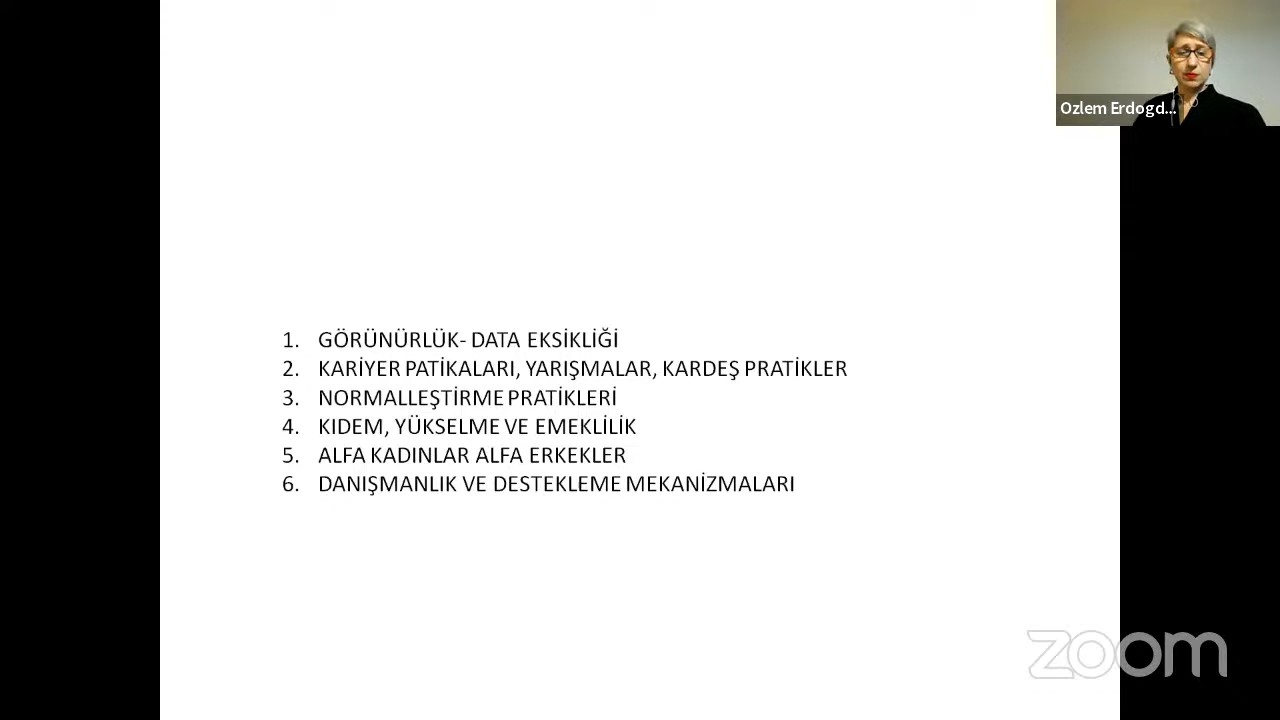 Ozlem Erdogd...
1. GÖRÜNÜRLÜK- DATA EKSİKLİĞİ
2. KARİYER PATİKALARI, YARIŞMALAR, KARDEŞ PRATİKLER
3. NORMALLEŞTİRME PRATİKLERİ
4. KIDEM, YÜKSELME VE EMEKLİLİK
5. ALFA KADINLAR ALFA ERKEKLER
6. DANIŞMANLIK VE DESTEKLEME MEKANİZMALARI
zoom